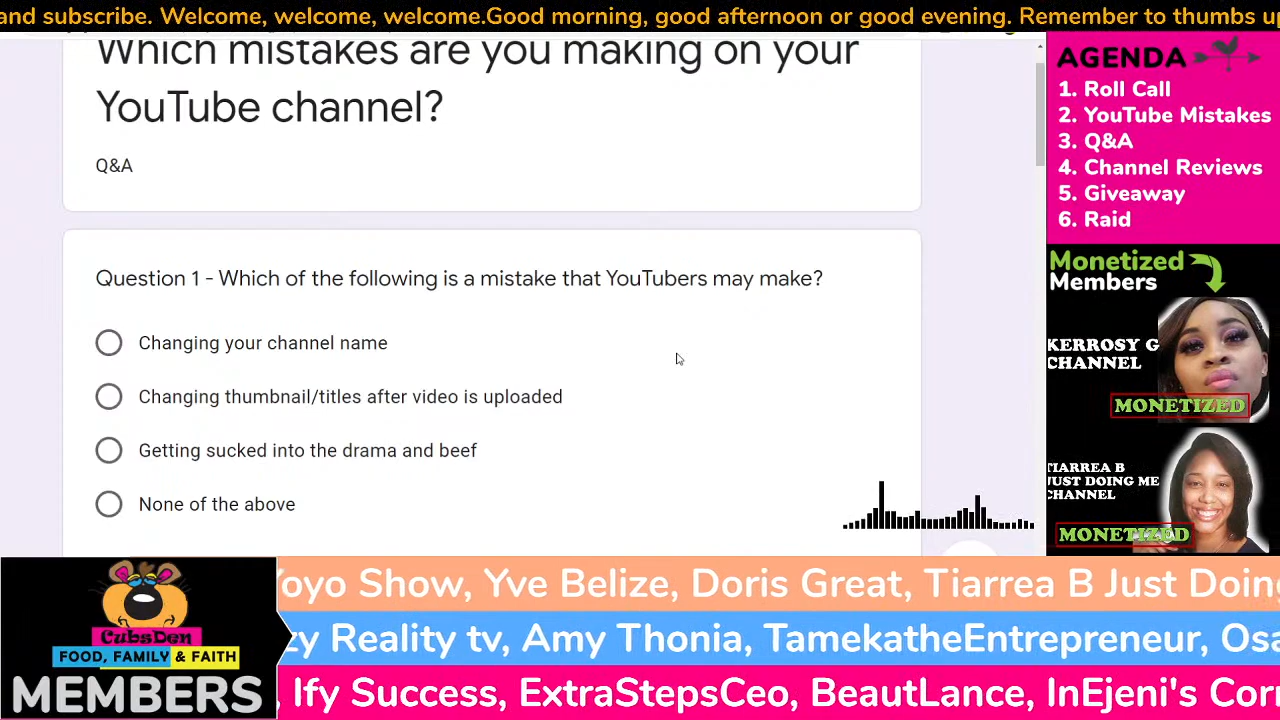 and subscribe. Welcome, welcome, welcome.Good morning, good afternoon or good evening. Remember to thumbs up
Which mistakes are you making on your
YouTube channel?
Q&A
Question 1 - Which of the following is a mistake that YouTubers may make?
Changing your channel name
Changing thumbnail/titles after video is uploaded
Getting sucked into the drama and beef
None of the above
AGENDA
1. Roll Call
2. YouTube Mistakes
3. Q&A
4. Channel Reviews
5. Giveaway
6. Raid
Monetized
Members
KERROSY G
CHANNEL
MONETIZED
TIARREA B
JUST DOING ME
CHANNEL
MONETIZED
CubsDen
FOOD, FAMILY & FAITH
MEMBERS
Yoyo Show, Yve Belize, Doris Great, Tiarrea B Just Doing
zy Reality tv, Amy Thonia, TamekatheEntrepreneur, Osa
, Ify Success, ExtraStepsCeo, BeautLance, InEjeni's Cor